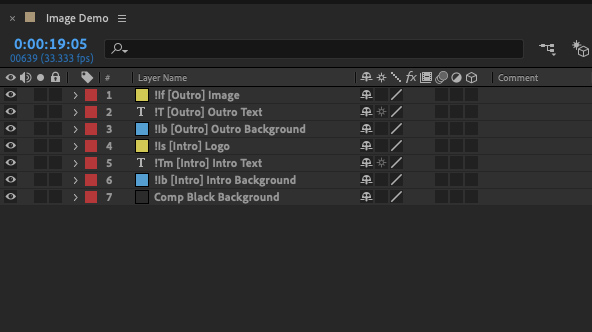 × Image Demo
0:00:19:05
00639 (33.333 fps)
# Layer Name fx Comment
1 !If [Outro] Image
2 T !T [Outro] Outro Text
3 !Ib [Outro] Outro Background
4 !Is [Intro] Logo
5 T !Tm [Intro] Intro Text
6 !Ib [Intro] Intro Background
7 Comp Black Background